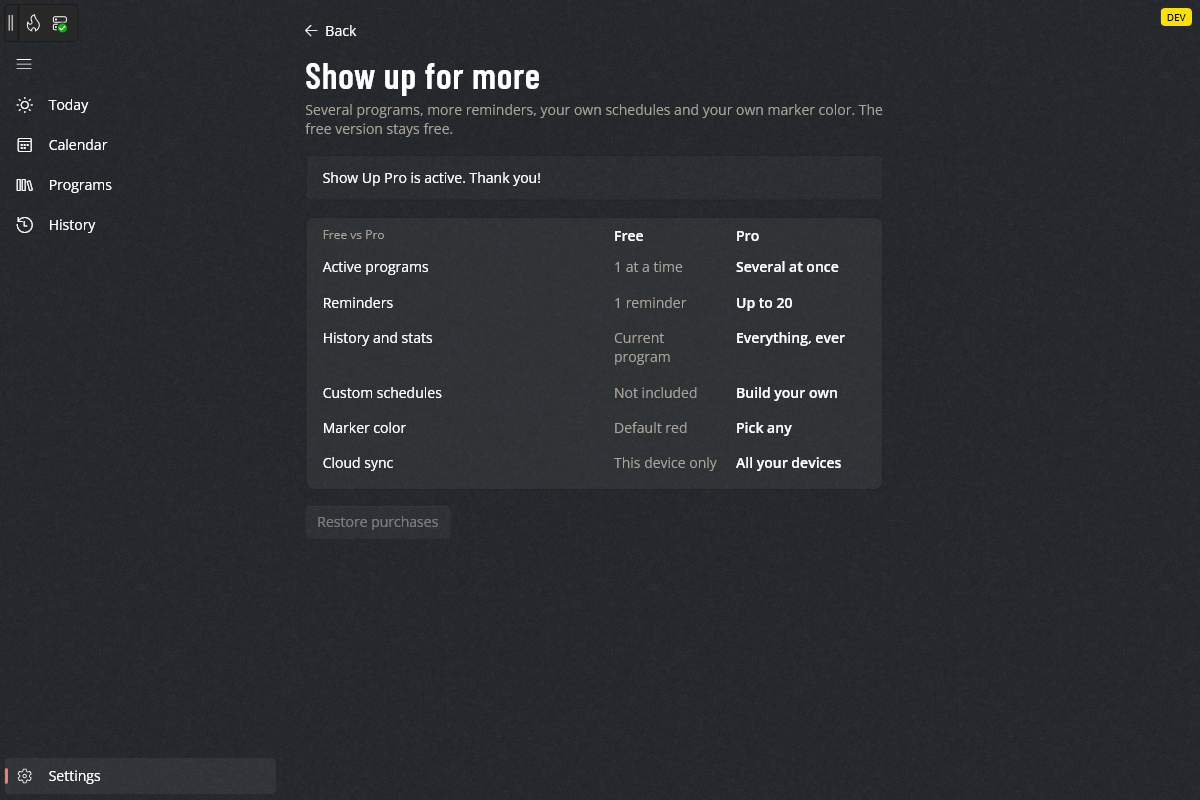 DEV
Back
Show up for more
Several programs, more reminders, your own schedules and your own marker color. The
free version stays free.
Today
Calendar
Programs
History
Show Up Pro is active. Thank you!
Free vs Pro Free Pro
Active programs 1 at a time Several at once
Reminders 1 reminder Up to 20
History and stats Current Everything, ever
program
Custom schedules Not included Build your own
Marker color Default red Pick any
Cloud sync This device only All your devices
Restore purchases
Settings